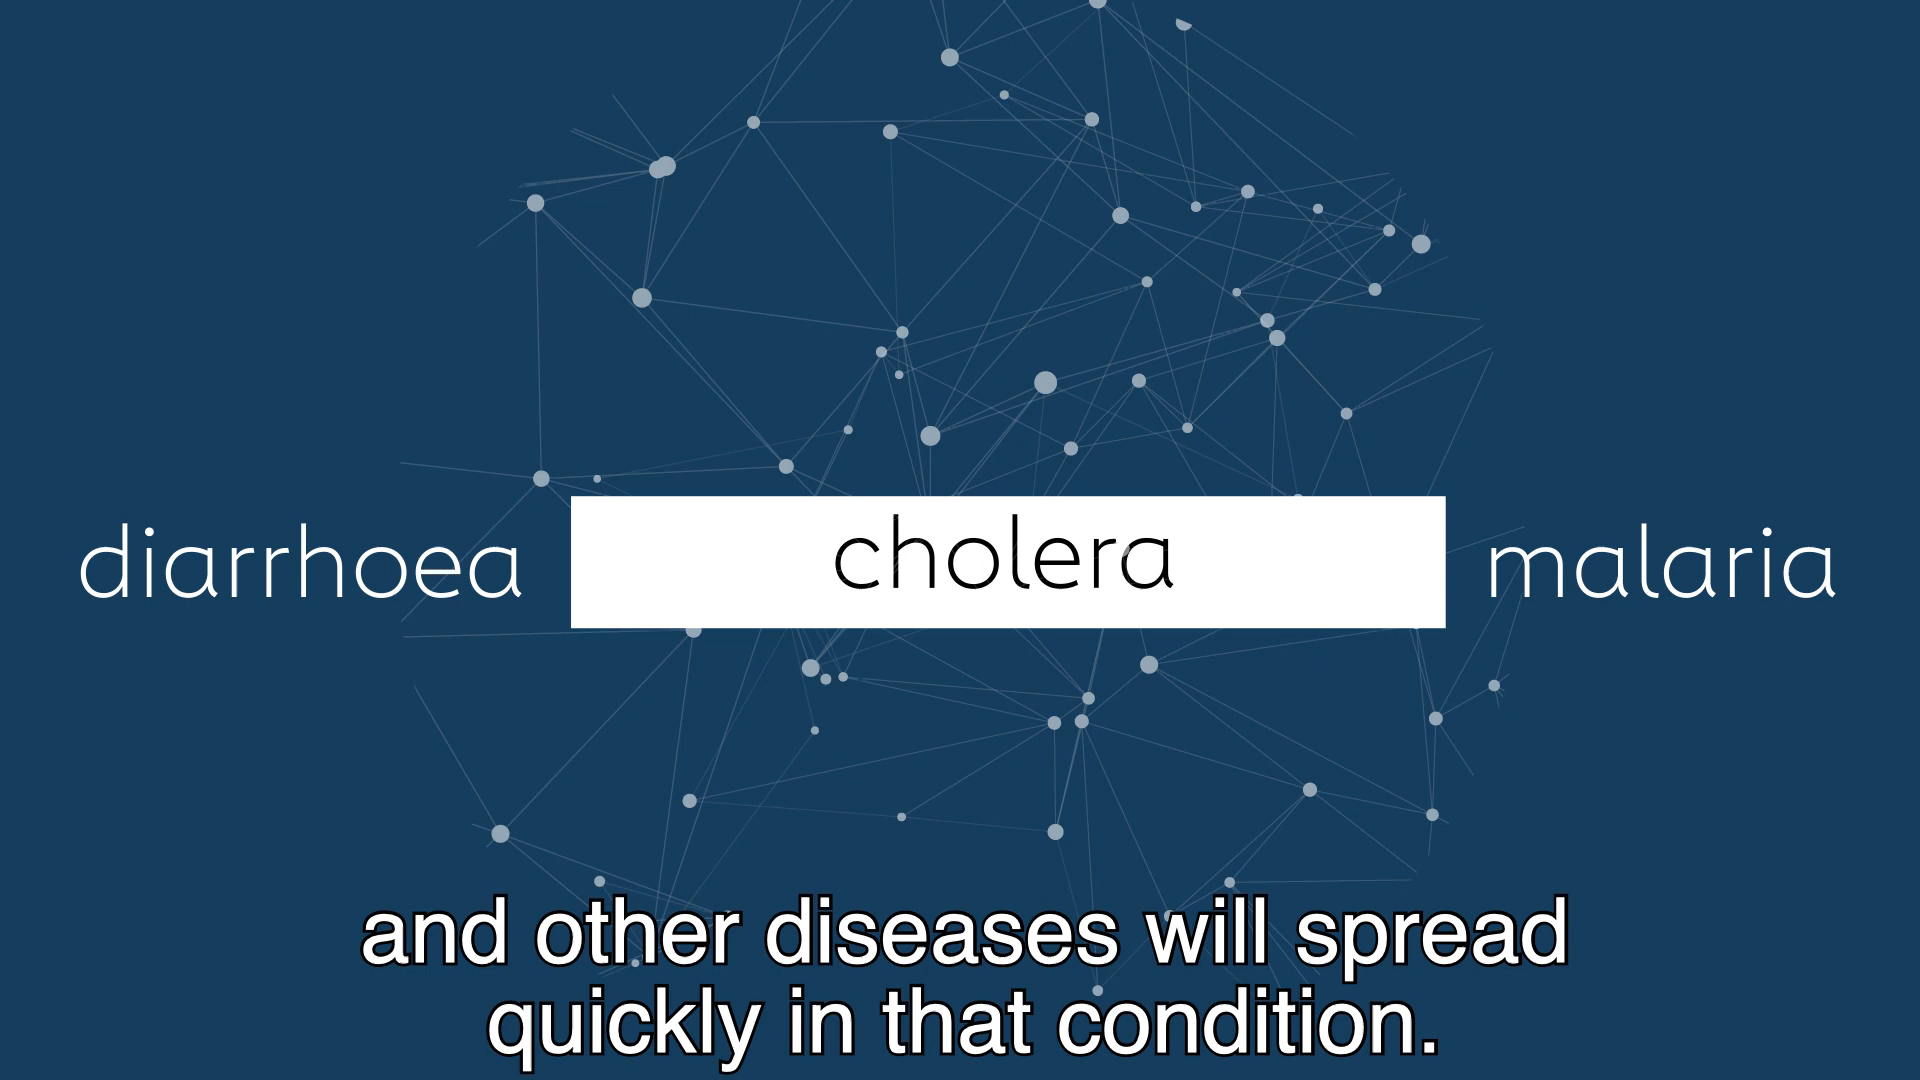 diarrhoea cholera malaria
and other diseases will spread
quickly in that condition.